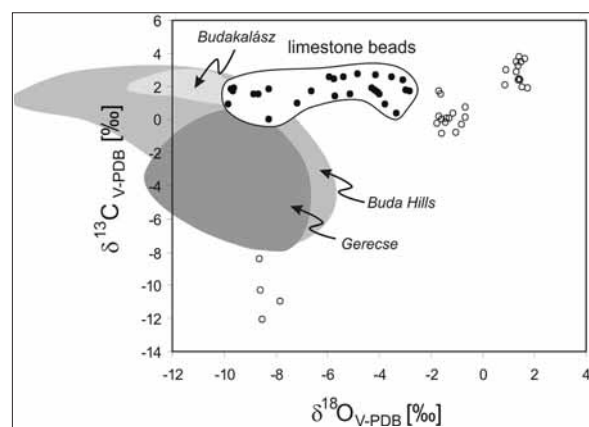 6
4
2
0
-2
-4
-6
-8
-10
-12
-14
δ¹³C V-PDB [‰]
Budakalász
limestone beads
Buda Hills
Gerecse
-12 -10 -8 -6 -4 -2 0 2 4
δ¹⁸O V-PDB [‰]